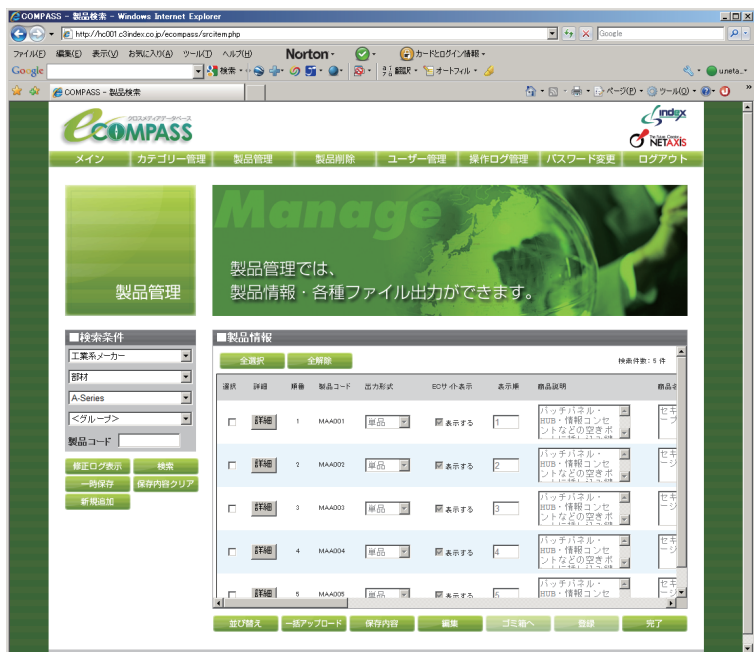 COMPASS - 製品検索 - Windows Internet Explorer
http://hc001.c3index.co.jp/ecompass/srcitem.php
Google
ファイル(F) 編集(E) 表示(V) お気に入り(A) ツール(T) ヘルプ(H) Norton カードとログイン情報
Google 検索 翻訳 オートフィル uneta...
COMPASS - 製品検索 ページ(P) ツール(O)
クロスメディアデータベース
eCOMPASS
index
NETAXIS
メイン カテゴリー管理 製品管理 製品削除 ユーザー管理 操作ログ管理 パスワード変更 ログアウト
Manage
製品管理
製品管理では、
製品情報・各種ファイル出力ができます。
■検索条件
工業系メーカー
部材
A-Series
<グループ>
製品コード
修正ログ表示 検索
一時保存 保存内容クリア
新規追加
■製品情報
全選択 全解除 検索件数:5 件
選択 詳細 順番 製品コード 出力形式 ECサイト表示 表示順 商品説明 商品名
詳細 1 MAA001 単品 表示する 1 パッチパネル・
HUB・情報コンセ
ントなどの空きポ
詳細 2 MAA002 単品 表示する 2 パッチパネル・
HUB・情報コンセ
ントなどの空きポ
詳細 3 MAA003 単品 表示する 3 パッチパネル・
HUB・情報コンセ
ントなどの空きポ
詳細 4 MAA004 単品 表示する 4 パッチパネル・
HUB・情報コンセ
ントなどの空きポ
詳細 5 MAA005 単品 表示する 5 パッチパネル・
HUB・情報コンセ
並び替え 一括アップロード 保存内容 編集 ゴミ箱へ 登録 完了